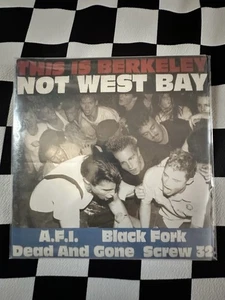 THIS IS BERKELEY
NOT WEST BAY
A.F.I. Black Fork
Dead And Gone Screw 32